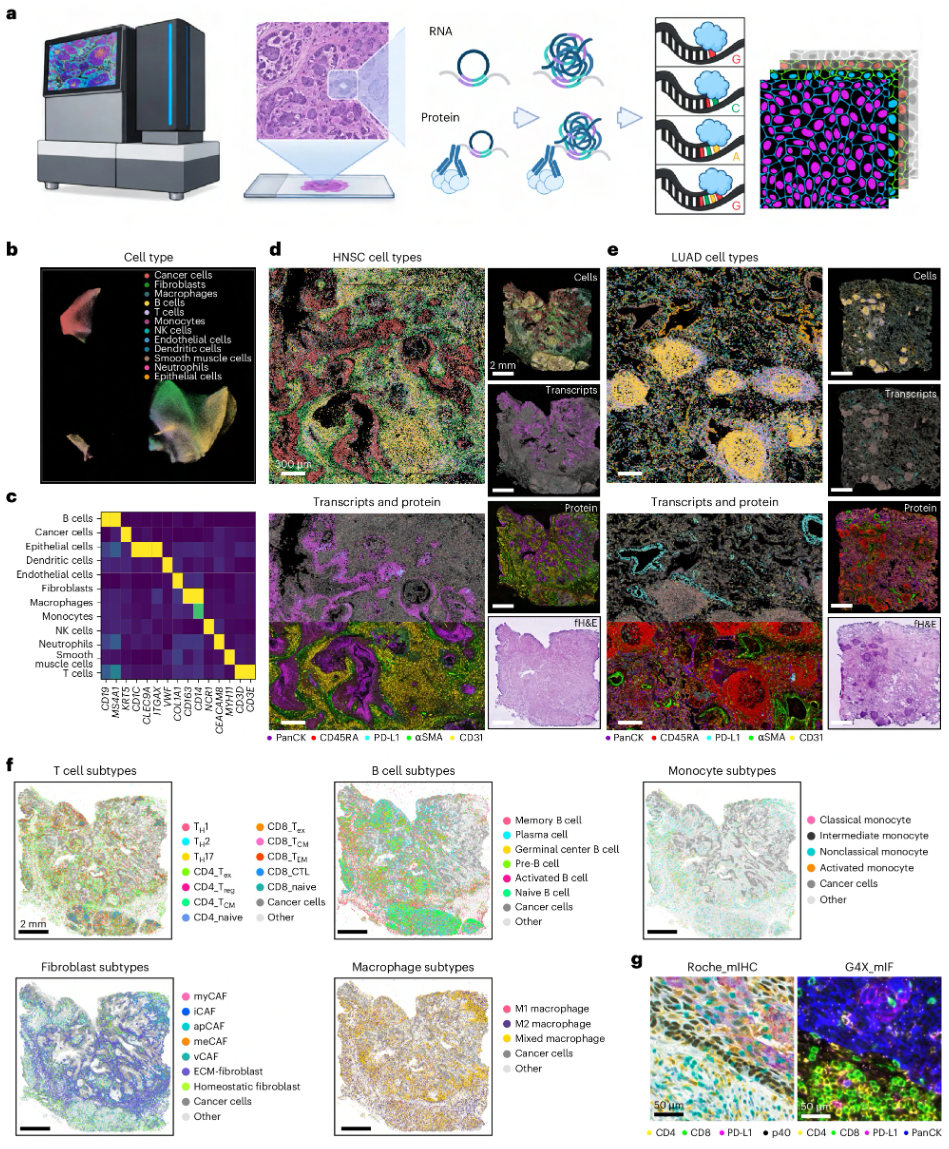 a
RNA
Protein
G
C
A
G
b
Cell type
Cancer cells
Fibroblasts
Macrophages
B cells
T cells
Monocytes
NK cells
Endothelial cells
Dendritic cells
Smooth muscle cells
Neutrophils
Epithelial cells
c
B cells
Cancer cells
Epithelial cells
Dendritic cells
Endothelial cells
Fibroblasts
Macrophages
Monocytes
NK cells
Neutrophils
Smooth
muscle cells
T cells
CD19
MS4A1
KRT5
CD1C
CLEC9A
ITGAX
VWF
COL1A1
CD163
CD14
NCR1
CEACAM8
MYH11
CD3D
CD3E
d
HNSC cell types
300 μm
Cells
2 mm
Transcripts
Transcripts and protein
Protein
fH&E
PanCK CD45RA PD-L1 αSMA CD31
e
LUAD cell types
Cells
Transcripts
Transcripts and protein
Protein
fH&E
PanCK CD45RA PD-L1 αSMA CD31
f
T cell subtypes
2 mm
TH1
TH2
TH17
CD4_Tex
CD4_Treg
CD4_TCM
CD4_naive
CD8_Tex
CD8_TCM
CD8_TEM
CD8_CTL
CD8_naive
Cancer cells
Other
B cell subtypes
Memory B cell
Plasma cell
Germinal center B cell
Pre-B cell
Activated B cell
Naive B cell
Cancer cells
Other
Monocyte subtypes
Classical monocyte
Intermediate monocyte
Nonclassical monocyte
Activated monocyte
Cancer cells
Other
Fibroblast subtypes
myCAF
iCAF
apCAF
meCAF
vCAF
ECM-fibroblast
Homeostatic fibroblast
Cancer cells
Other
Macrophage subtypes
M1 macrophage
M2 macrophage
Mixed macrophage
Cancer cells
Other
g
Roche_mIHC
50 μm
CD4 CD8 PD-L1 p40
G4X_mIF
50 μm
CD4 CD8 PD-L1 PanCK